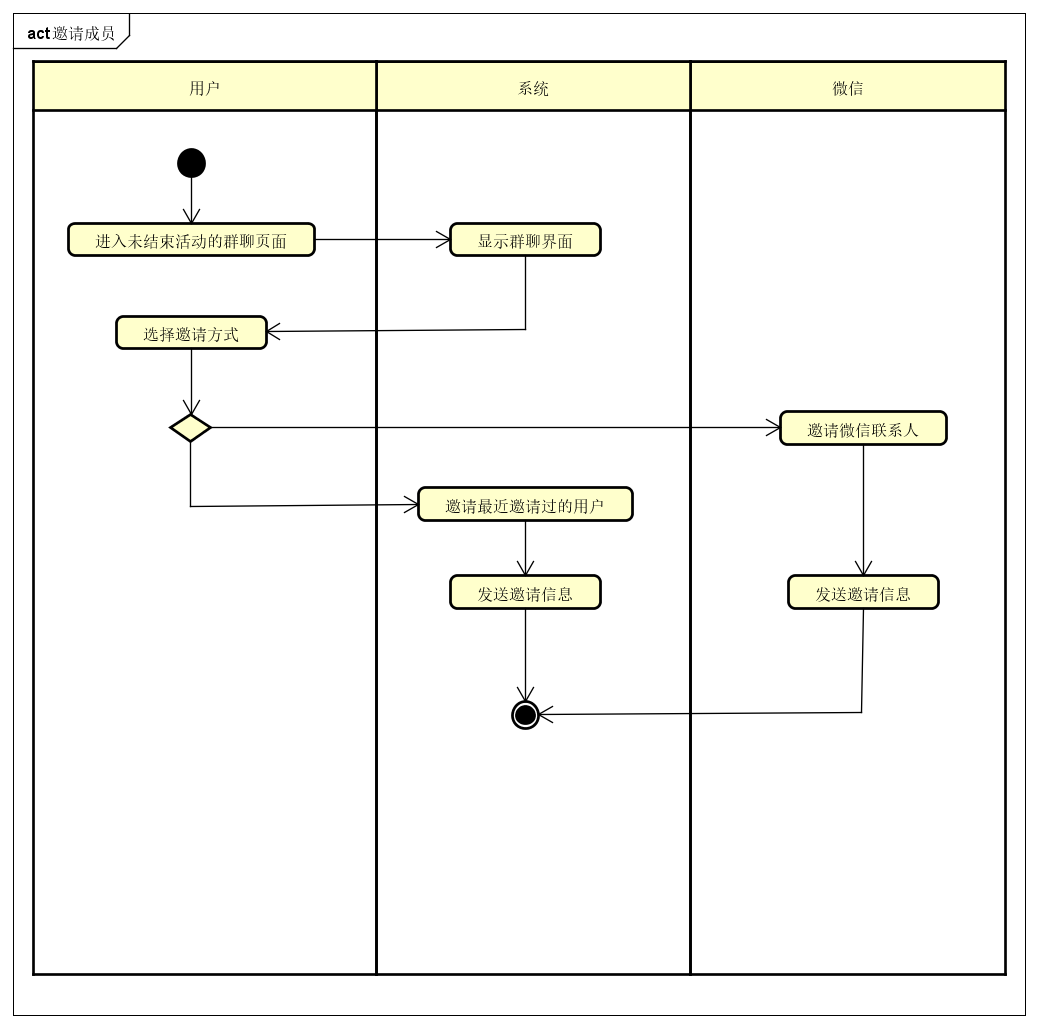 act 邀请成员
用户
系统
微信
进入未结束活动的群聊页面
显示群聊界面
选择邀请方式
邀请微信联系人
邀请最近邀请过的用户
发送邀请信息
发送邀请信息